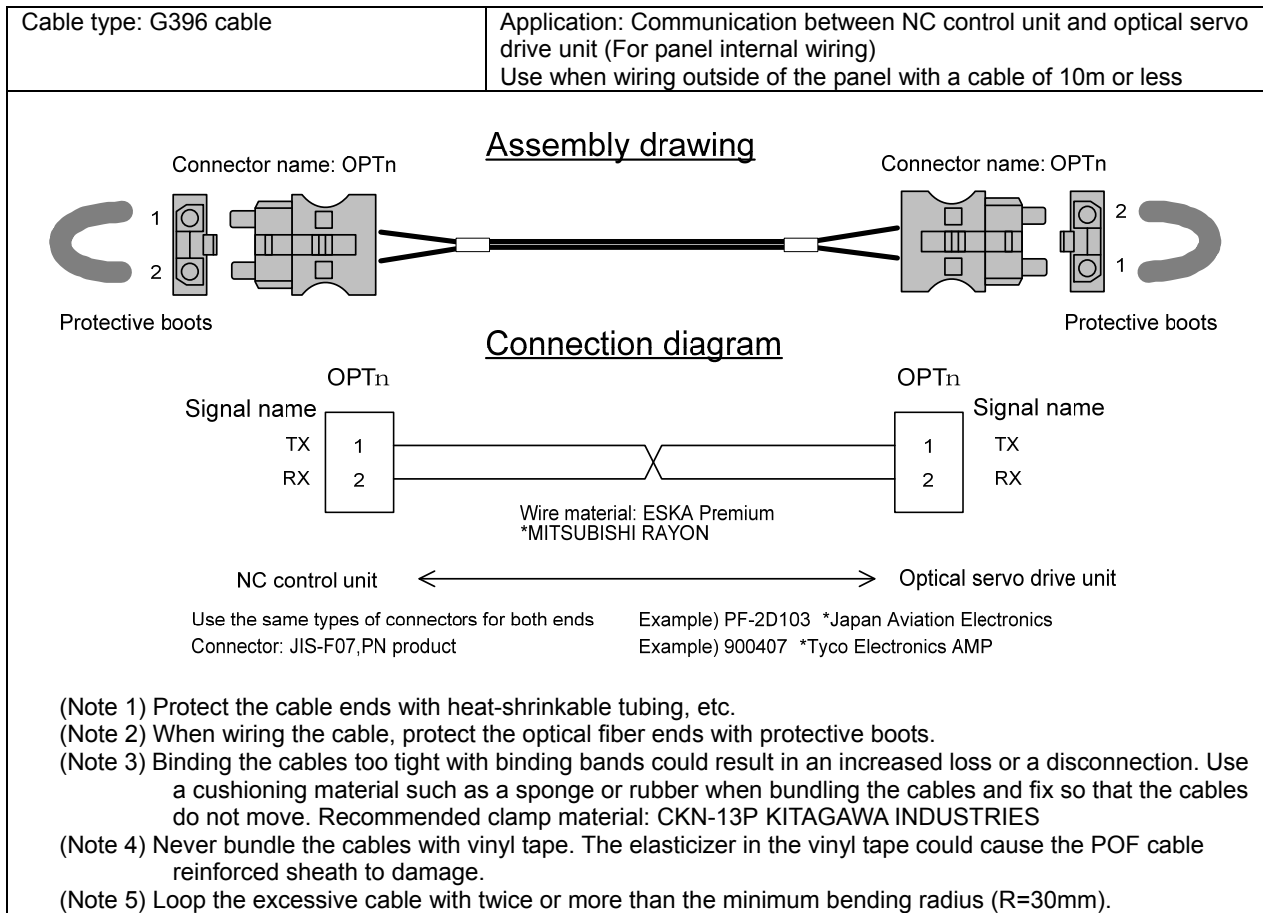 Cable type: G396 cable
Application: Communication between NC control unit and optical servo
drive unit (For panel internal wiring)
Use when wiring outside of the panel with a cable of 10m or less
Assembly drawing
Connector name: OPTn
Connector name: OPTn
1
2
2
1
Protective boots
Protective boots
Connection diagram
OPTn
OPTn
Signal name
Signal name
TX 1 1 TX
RX 2 2 RX
Wire material: ESKA Premium
*MITSUBISHI RAYON
NC control unit
Optical servo drive unit
Use the same types of connectors for both ends
Example) PF-2D103 *Japan Aviation Electronics
Connector: JIS-F07,PN product
Example) 900407 *Tyco Electronics AMP
(Note 1) Protect the cable ends with heat-shrinkable tubing, etc.
(Note 2) When wiring the cable, protect the optical fiber ends with protective boots.
(Note 3) Binding the cables too tight with binding bands could result in an increased loss or a disconnection. Use
a cushioning material such as a sponge or rubber when bundling the cables and fix so that the cables
do not move. Recommended clamp material: CKN-13P KITAGAWA INDUSTRIES
(Note 4) Never bundle the cables with vinyl tape. The elasticizer in the vinyl tape could cause the POF cable
reinforced sheath to damage.
(Note 5) Loop the excessive cable with twice or more than the minimum bending radius (R=30mm).